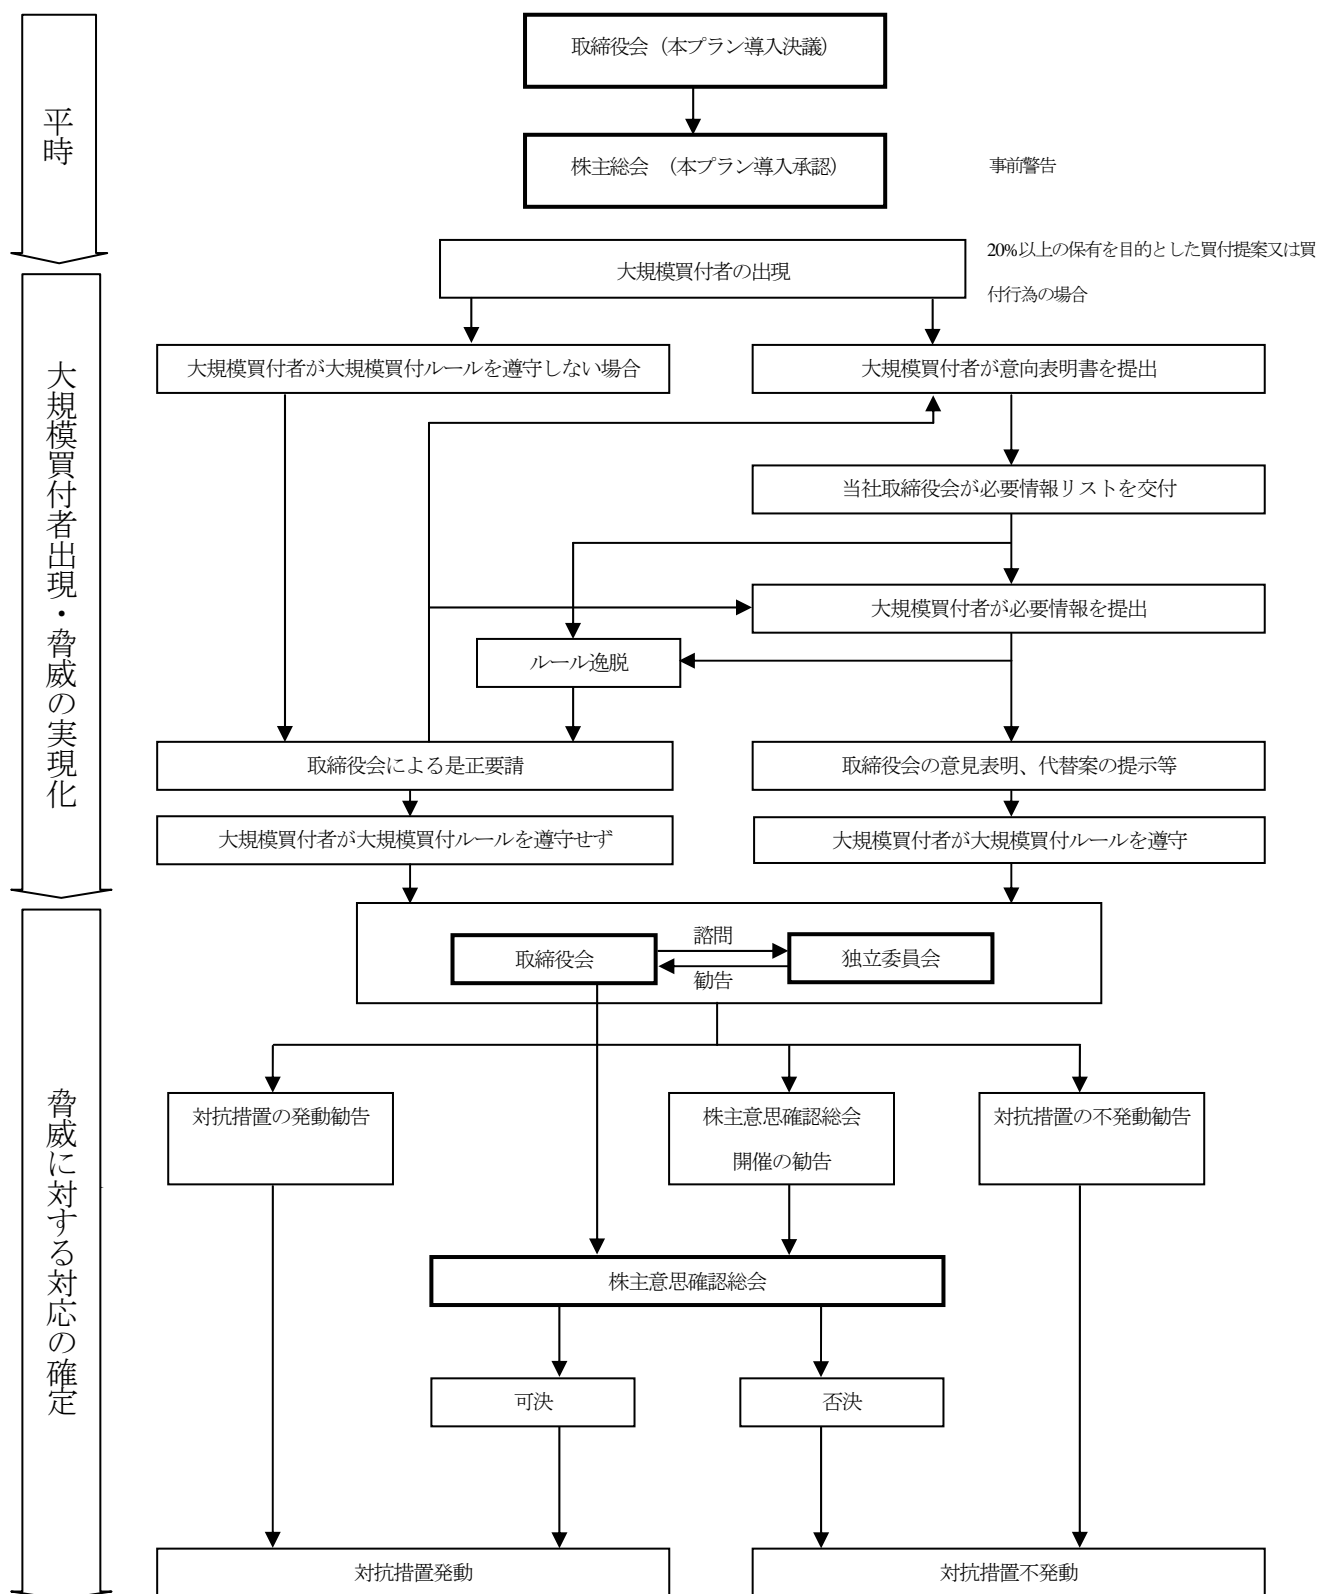 平時
取締役会（本プラン導入決議）
株主総会　（本プラン導入承認）
事前警告
大規模買付者の出現
20%以上の保有を目的とした買付提案又は買
付行為の場合
大規模買付者出現・脅威の実現化
大規模買付者が大規模買付ルールを遵守しない場合
大規模買付者が意向表明書を提出
当社取締役会が必要情報リストを交付
大規模買付者が必要情報を提出
ルール逸脱
取締役会による是正要請
取締役会の意見表明、代替案の提示等
大規模買付者が大規模買付ルールを遵守せず
大規模買付者が大規模買付ルールを遵守
脅威に対する対応の確定
諮問
取締役会
独立委員会
勧告
対抗措置の発動勧告
株主意思確認総会
開催の勧告
対抗措置の不発動勧告
株主意思確認総会
可決
否決
対抗措置発動
対抗措置不発動